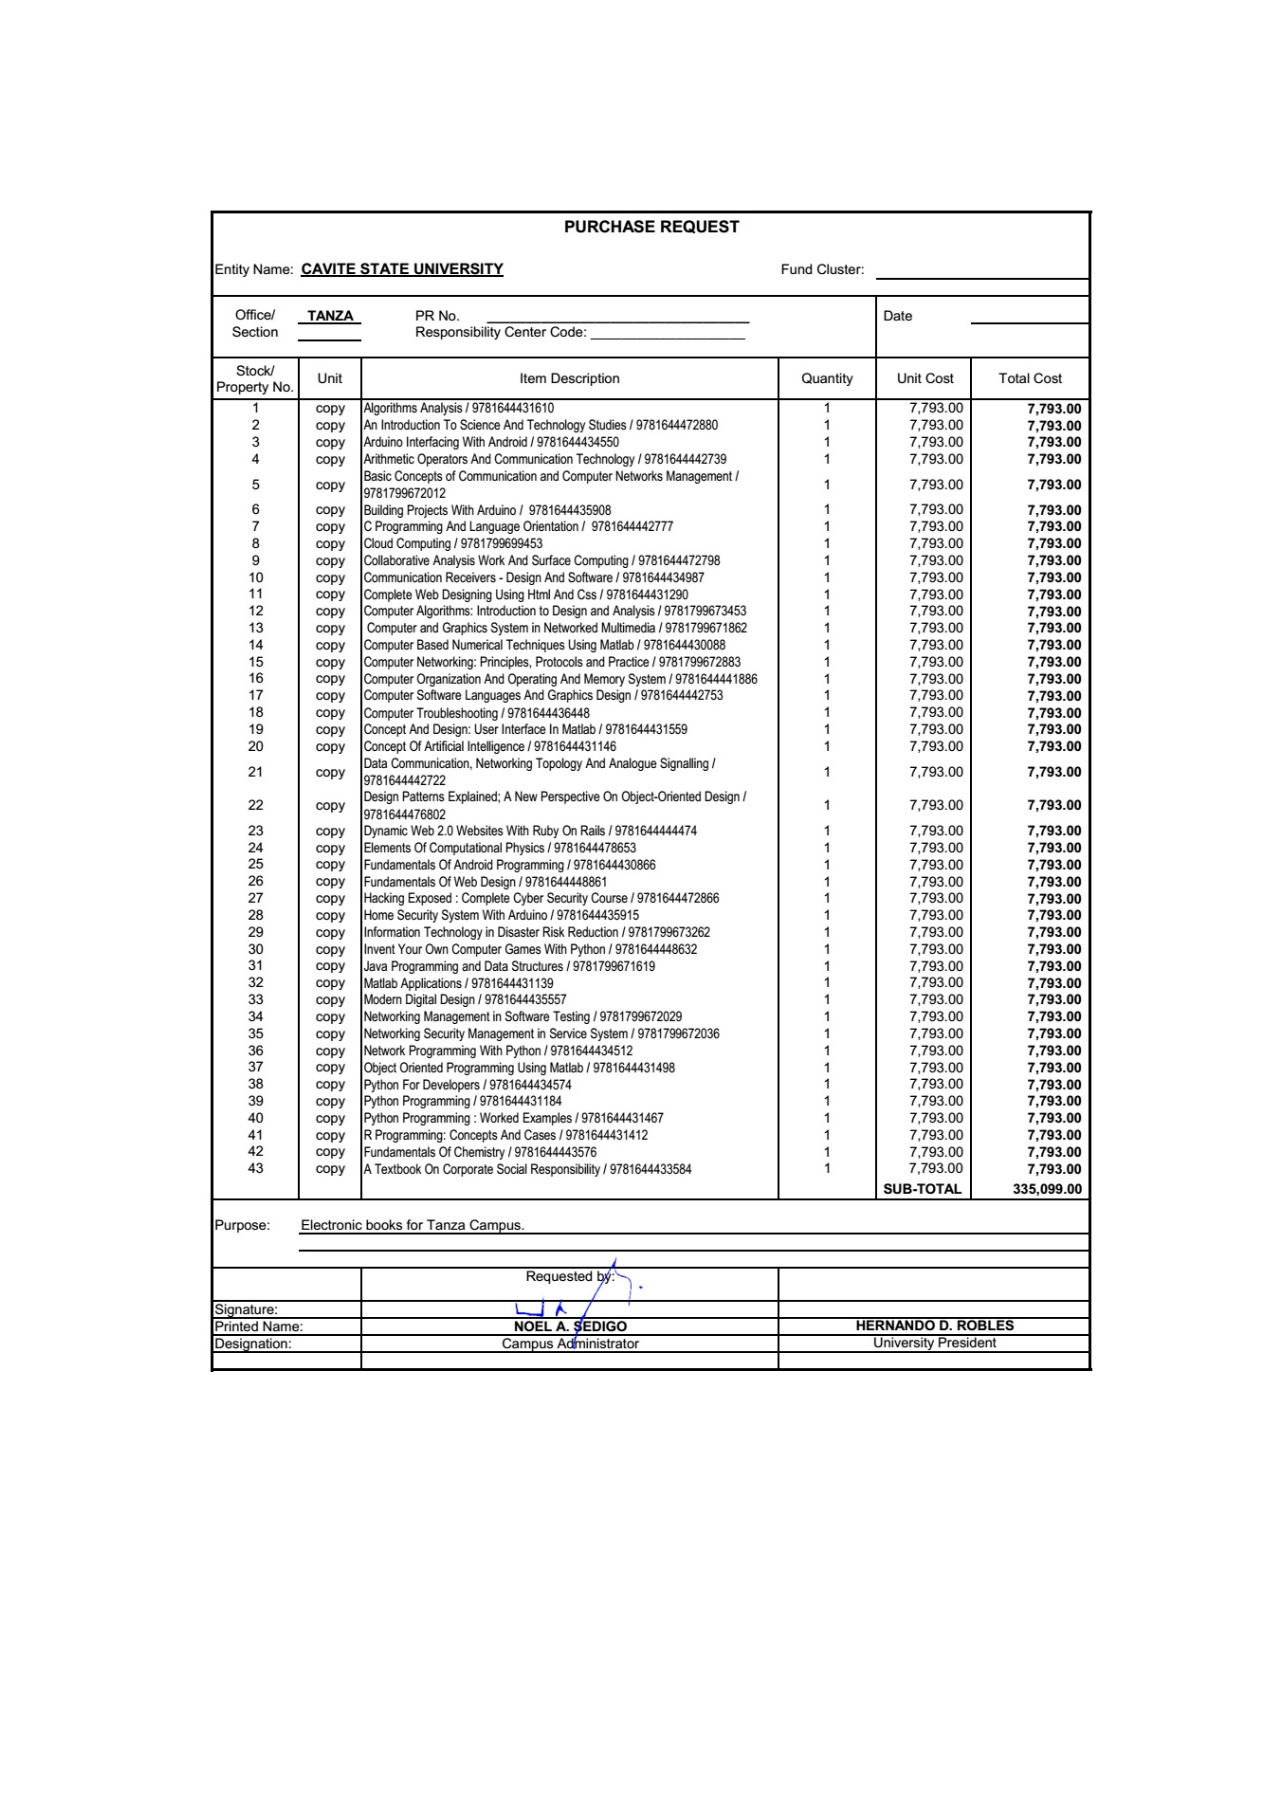 PURCHASE REQUEST
Entity Name: CAVITE STATE UNIVERSITY Fund Cluster:
Office/ TANZA PR No. Date
Section Responsibility Center Code:
Stock/
Property No. Unit Item Description Quantity Unit Cost Total Cost
1 copy Algorithms Analysis / 9781644431610 1 7,793.00 7,793.00
2 copy An Introduction To Science And Technology Studies / 9781644472880 1 7,793.00 7,793.00
3 copy Arduino Interfacing With Android / 9781644434550 1 7,793.00 7,793.00
4 copy Arithmetic Operators And Communication Technology / 9781644442739 1 7,793.00 7,793.00
5 copy Basic Concepts of Communication and Computer Networks Management / 1 7,793.00 7,793.00
9781799672012
6 copy Building Projects With Arduino / 9781644435908 1 7,793.00 7,793.00
7 copy C Programming And Language Orientation / 9781644442777 1 7,793.00 7,793.00
8 copy Cloud Computing / 9781799699453 1 7,793.00 7,793.00
9 copy Collaborative Analysis Work And Surface Computing / 9781644472798 1 7,793.00 7,793.00
10 copy Communication Receivers - Design And Software / 9781644434987 1 7,793.00 7,793.00
11 copy Complete Web Designing Using Html And Css / 9781644431290 1 7,793.00 7,793.00
12 copy Computer Algorithms: Introduction to Design and Analysis / 9781799673453 1 7,793.00 7,793.00
13 copy Computer and Graphics System in Networked Multimedia / 9781799671862 1 7,793.00 7,793.00
14 copy Computer Based Numerical Techniques Using Matlab / 9781644430088 1 7,793.00 7,793.00
15 copy Computer Networking: Principles, Protocols and Practice / 9781799672883 1 7,793.00 7,793.00
16 copy Computer Organization And Operating And Memory System / 9781644441886 1 7,793.00 7,793.00
17 copy Computer Software Languages And Graphics Design / 9781644442753 1 7,793.00 7,793.00
18 copy Computer Troubleshooting / 9781644436448 1 7,793.00 7,793.00
19 copy Concept And Design: User Interface In Matlab / 9781644431559 1 7,793.00 7,793.00
20 copy Concept Of Artificial Intelligence / 9781644431146 1 7,793.00 7,793.00
21 copy Data Communication, Networking Topology And Analogue Signalling / 1 7,793.00 7,793.00
9781644442722
22 copy Design Patterns Explained; A New Perspective On Object-Oriented Design / 1 7,793.00 7,793.00
9781644476802
23 copy Dynamic Web 2.0 Websites With Ruby On Rails / 9781644444474 1 7,793.00 7,793.00
24 copy Elements Of Computational Physics / 9781644478653 1 7,793.00 7,793.00
25 copy Fundamentals Of Android Programming / 9781644430866 1 7,793.00 7,793.00
26 copy Fundamentals Of Web Design / 9781644448861 1 7,793.00 7,793.00
27 copy Hacking Exposed : Complete Cyber Security Course / 9781644472866 1 7,793.00 7,793.00
28 copy Home Security System With Arduino / 9781644435915 1 7,793.00 7,793.00
29 copy Information Technology in Disaster Risk Reduction / 9781799673262 1 7,793.00 7,793.00
30 copy Invent Your Own Computer Games With Python / 9781644448632 1 7,793.00 7,793.00
31 copy Java Programming and Data Structures / 9781799671619 1 7,793.00 7,793.00
32 copy Matlab Applications / 9781644431139 1 7,793.00 7,793.00
33 copy Modern Digital Design / 9781644435557 1 7,793.00 7,793.00
34 copy Networking Management in Software Testing / 9781799672029 1 7,793.00 7,793.00
35 copy Networking Security Management in Service System / 9781799672036 1 7,793.00 7,793.00
36 copy Network Programming With Python / 9781644434512 1 7,793.00 7,793.00
37 copy Object Oriented Programming Using Matlab / 9781644431498 1 7,793.00 7,793.00
38 copy Python For Developers / 9781644434574 1 7,793.00 7,793.00
39 copy Python Programming / 9781644431184 1 7,793.00 7,793.00
40 copy Python Programming : Worked Examples / 9781644431467 1 7,793.00 7,793.00
41 copy R Programming: Concepts And Cases / 9781644431412 1 7,793.00 7,793.00
42 copy Fundamentals Of Chemistry / 9781644443576 1 7,793.00 7,793.00
43 copy A Textbook On Corporate Social Responsibility / 9781644433584 1 7,793.00 7,793.00
SUB-TOTAL 335,099.00
Purpose: Electronic books for Tanza Campus.
Requested by:
Signature:
Printed Name: NOEL A. SEDIGO HERNANDO D. ROBLES
Designation: Campus Administrator University President